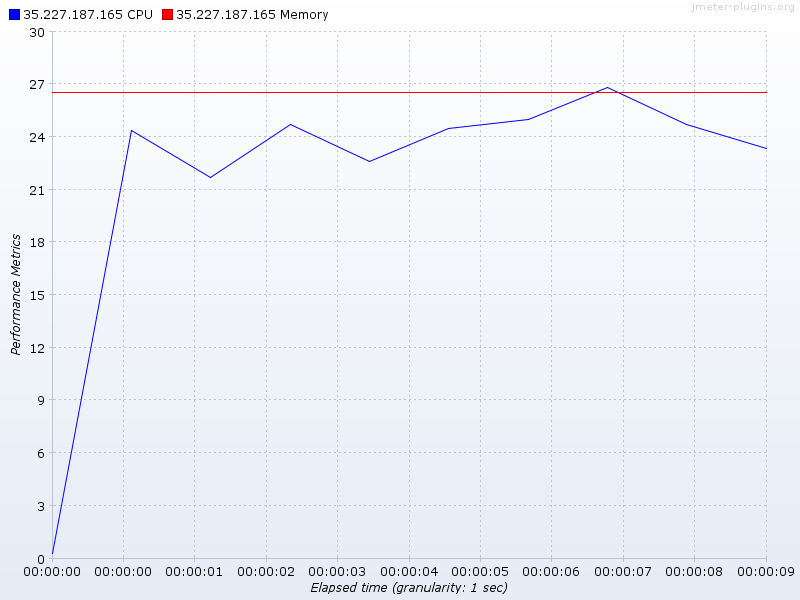 35.227.187.165 CPU 35.227.187.165 Memory
jmeter-plugins.org
30
27
24
21
18
15
12
9
6
3
0
Performance Metrics
00:00:00 00:00:00 00:00:01 00:00:02 00:00:03 00:00:04 00:00:05 00:00:06 00:00:07 00:00:08 00:00:09
Elapsed time (granularity: 1 sec)